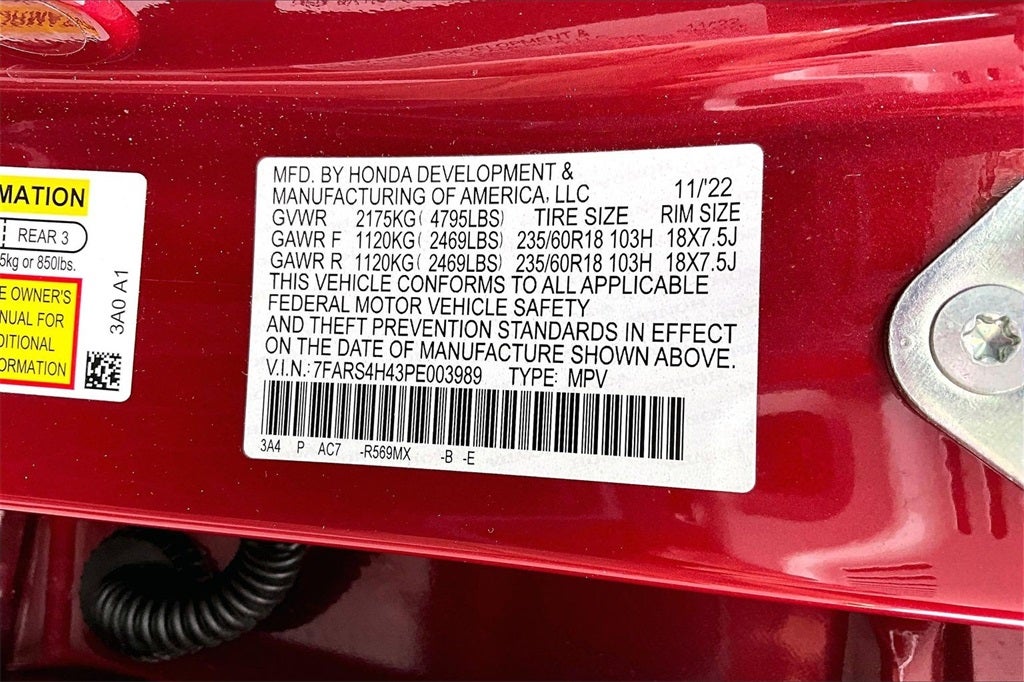 MFD. BY HONDA DEVELOPMENT &
MANUFACTURING OF AMERICA, LLC 11/'22
GVWR 2175KG( 4795LBS) TIRE SIZE RIM SIZE
GAWR F 1120KG( 2469LBS) 235/60R18 103H 18X7.5J
GAWR R 1120KG( 2469LBS) 235/60R18 103H 18X7.5J
THIS VEHICLE CONFORMS TO ALL APPLICABLE
FEDERAL MOTOR VEHICLE SAFETY
AND THEFT PREVENTION STANDARDS IN EFFECT
ON THE DATE OF MANUFACTURE SHOWN ABOVE.
V.I.N.:7FARS4H43PE003989 TYPE: MPV
3A4 P AC7 -R569MX -B -E
MATION
REAR 3
5kg or 850lbs.
E OWNER'S
NUAL FOR
DITIONAL
ORMATION
3A0 A1
11/22